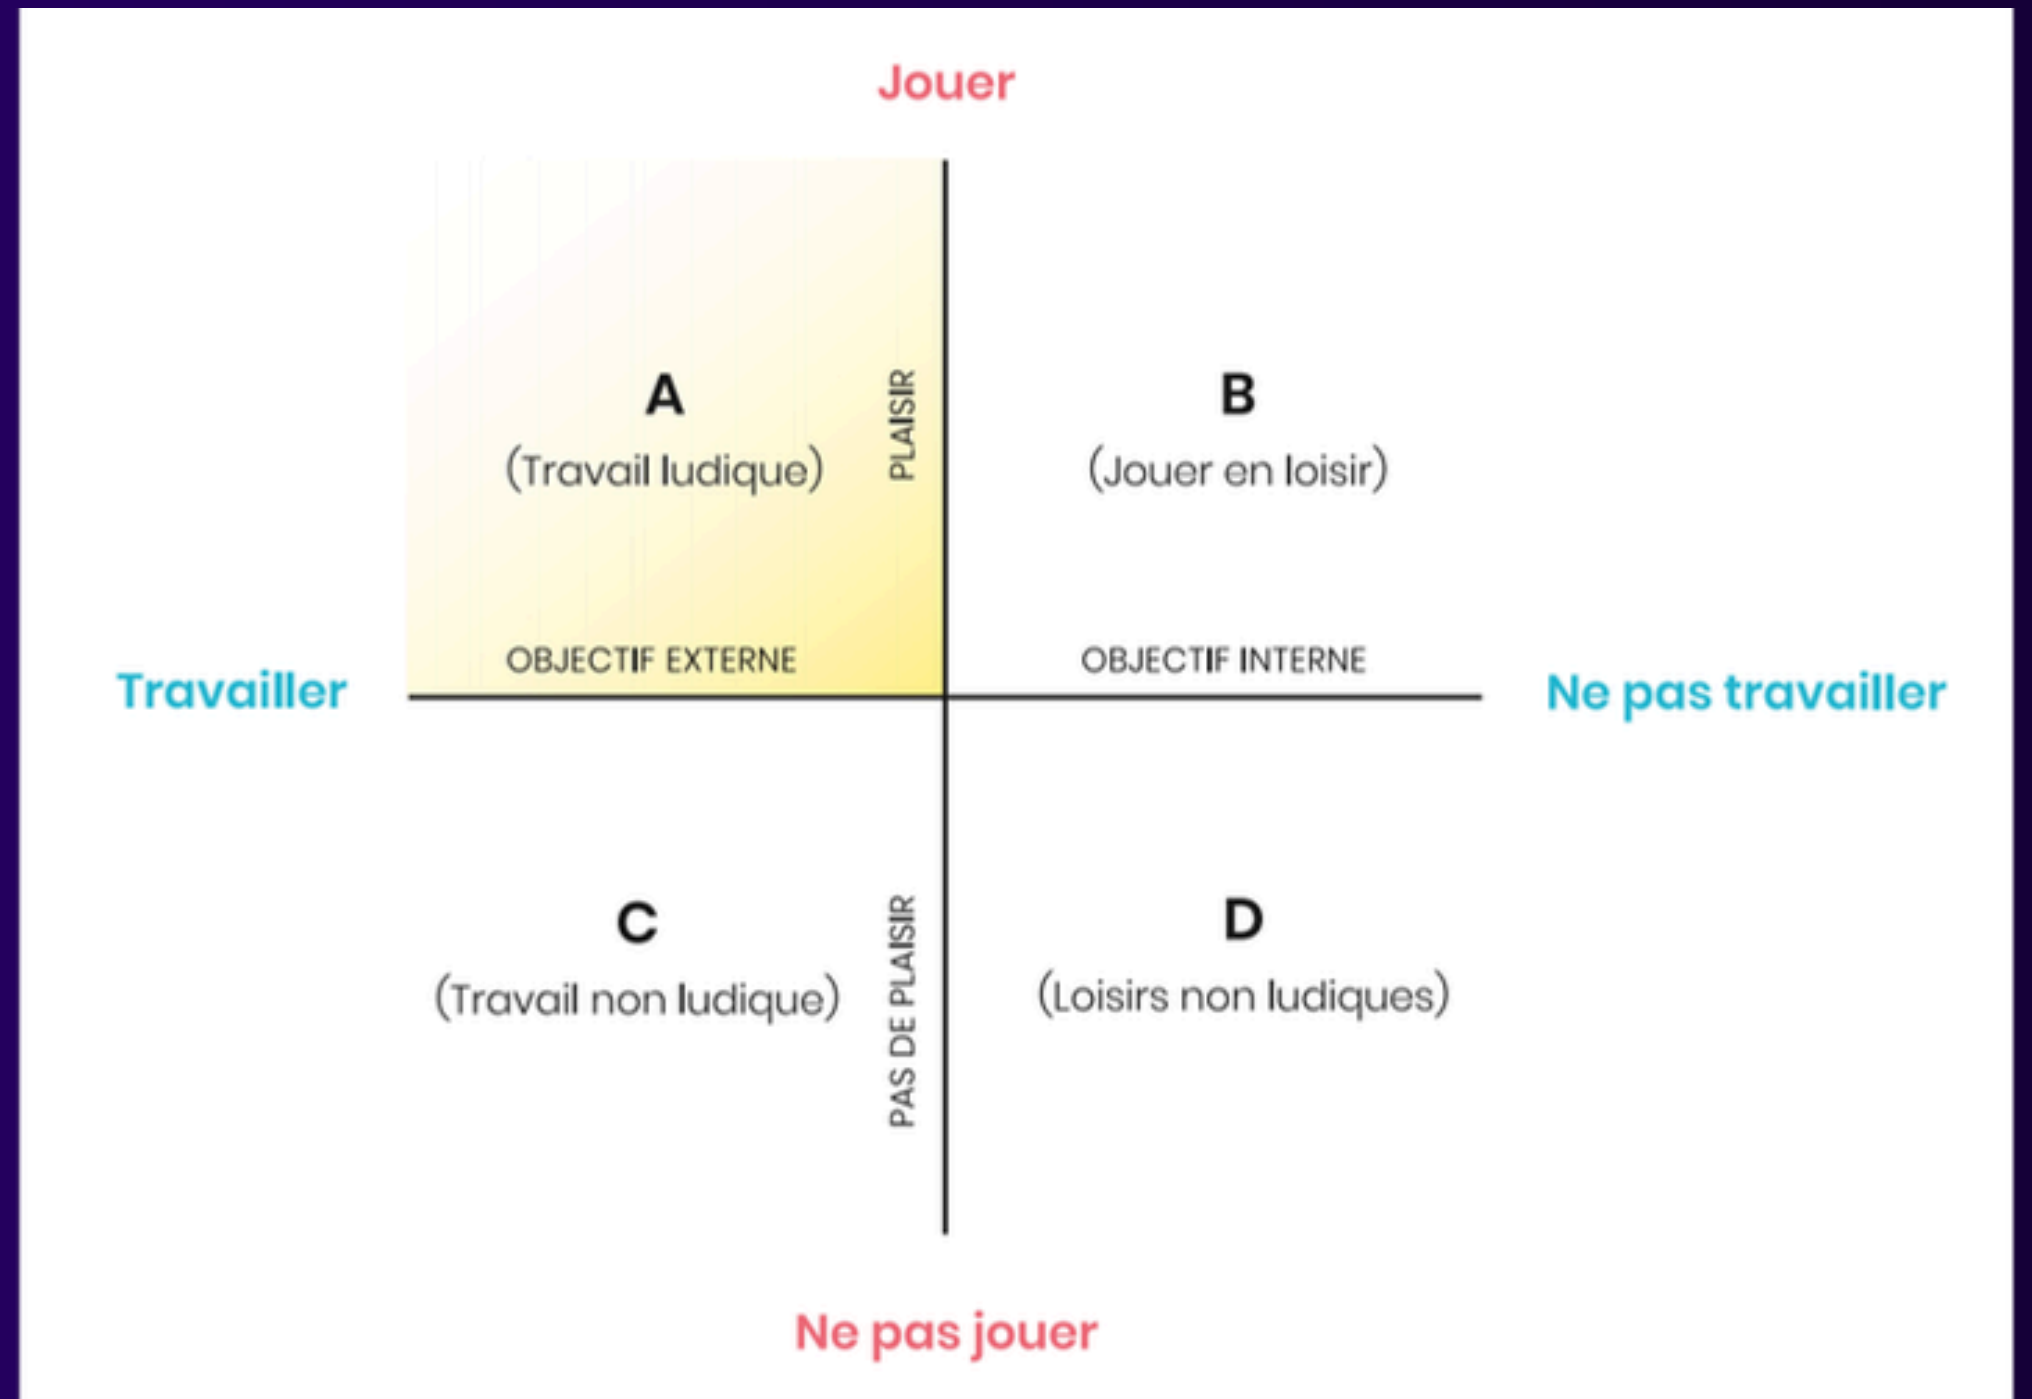 Jouer
A
(Travail ludique)
PLAISIR
B
(Jouer en loisir)
OBJECTIF EXTERNE
OBJECTIF INTERNE
Travailler
Ne pas travailler
C
(Travail non ludique)
PAS DE PLAISIR
D
(Loisirs non ludiques)
Ne pas jouer